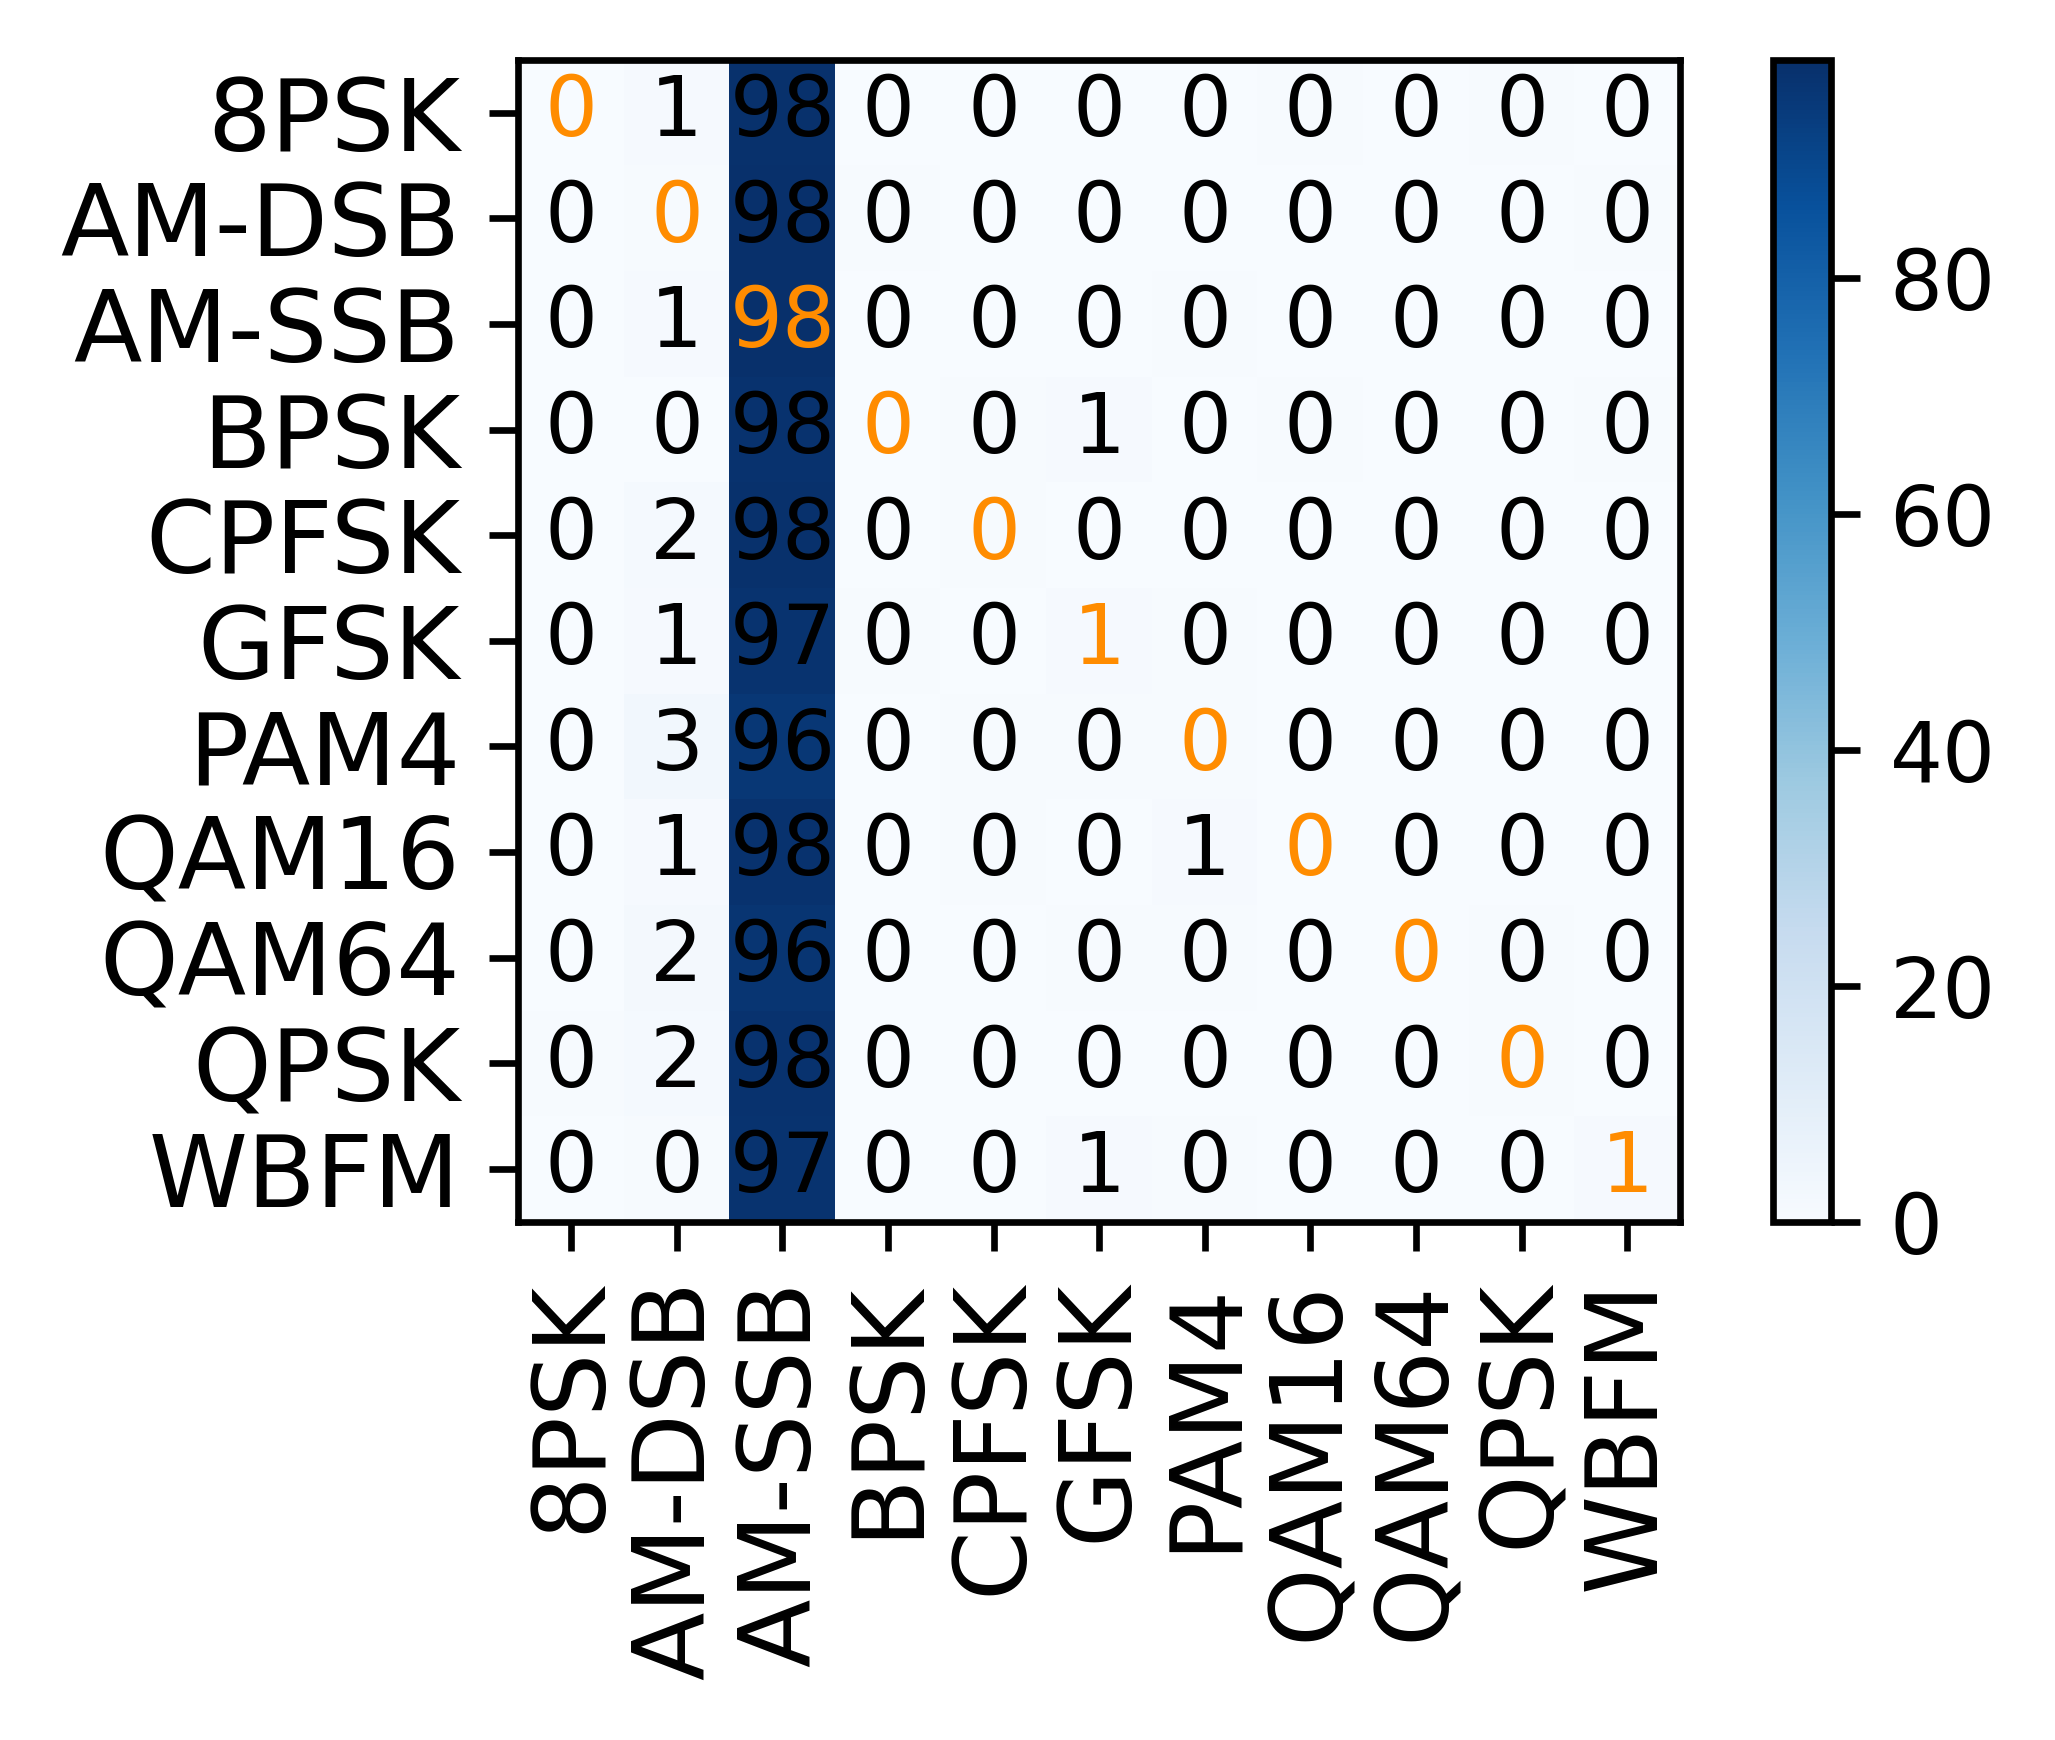 8PSK 0 1 98 0 0 0 0 0 0 0 0
AM-DSB 0 0 98 0 0 0 0 0 0 0 0
AM-SSB 0 1 98 0 0 0 0 0 0 0 0
BPSK 0 0 98 0 0 1 0 0 0 0 0
CPFSK 0 2 98 0 0 0 0 0 0 0 0
GFSK 0 1 97 0 0 1 0 0 0 0 0
PAM4 0 3 96 0 0 0 0 0 0 0 0
QAM16 0 1 98 0 0 0 1 0 0 0 0
QAM64 0 2 96 0 0 0 0 0 0 0 0
QPSK 0 2 98 0 0 0 0 0 0 0 0
WBFM 0 0 97 0 0 1 0 0 0 0 1
8PSK
AM-DSB
AM-SSB
BPSK
CPFSK
GFSK
PAM4
QAM16
QAM64
QPSK
WBFM
80
60
40
20
0